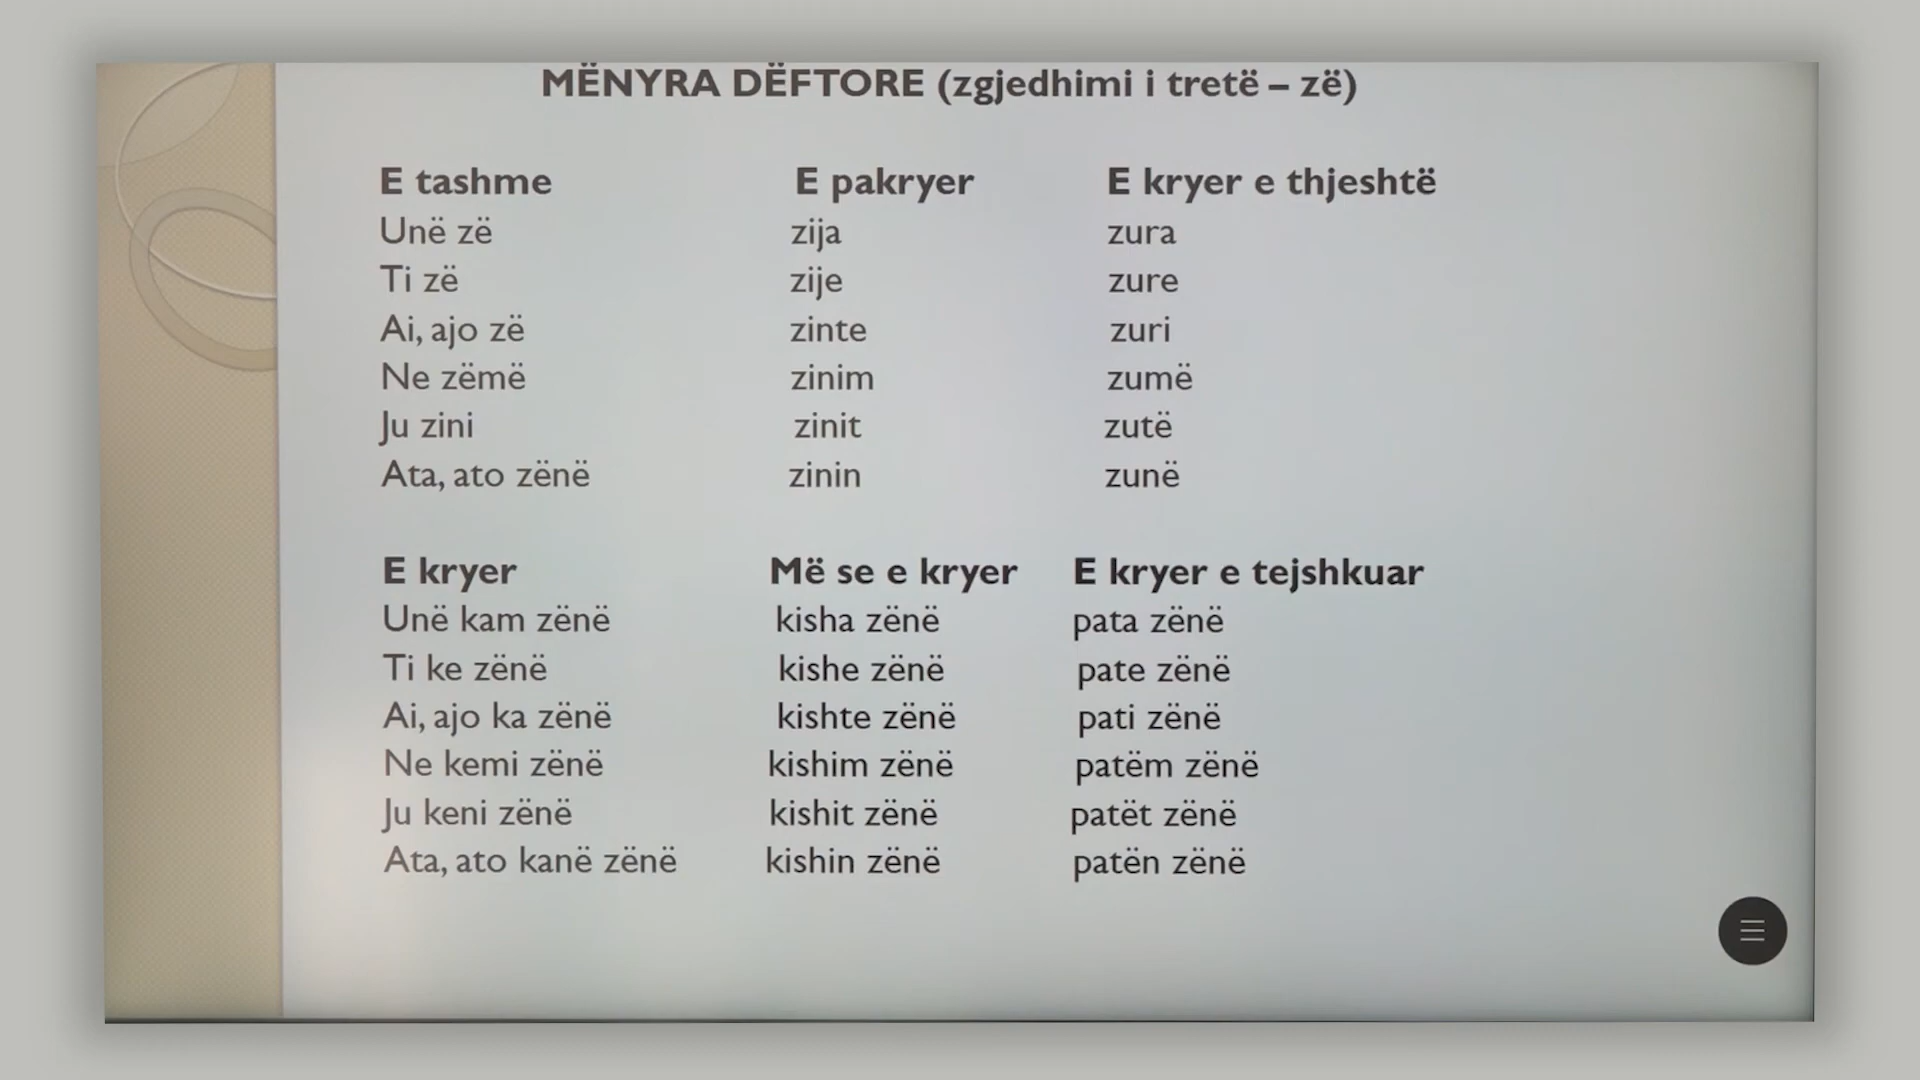 MËNYRA DËFTORE (zgjedhimi i tretë – zë)
E tashme E pakryer E kryer e thjeshtë
Unë zë zija zura
Ti zë zije zure
Ai, ajo zë zinte zuri
Ne zëmë zinim zumë
Ju zini zinit zutë
Ata, ato zënë zinin zunë
E kryer Më se e kryer E kryer e tejshkuar
Unë kam zënë kisha zënë pata zënë
Ti ke zënë kishe zënë pate zënë
Ai, ajo ka zënë kishte zënë pati zënë
Ne kemi zënë kishim zënë patëm zënë
Ju keni zënë kishit zënë patët zënë
Ata, ato kanë zënë kishin zënë patën zënë